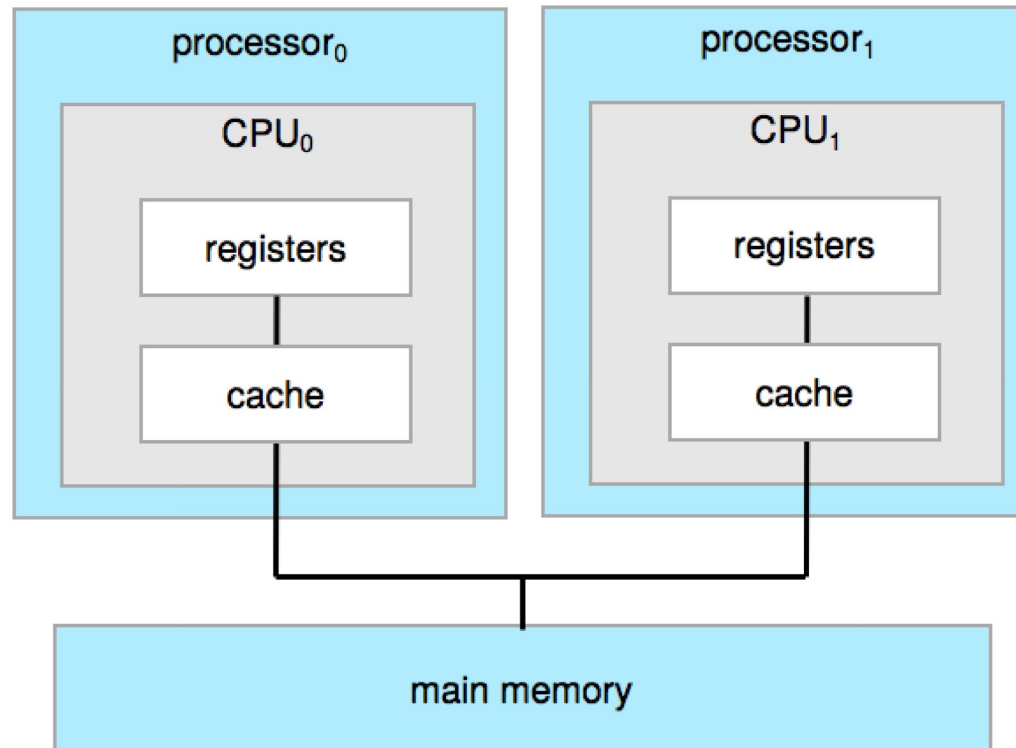 processor₀
CPU₀
registers
cache
processor₁
CPU₁
registers
cache
main memory